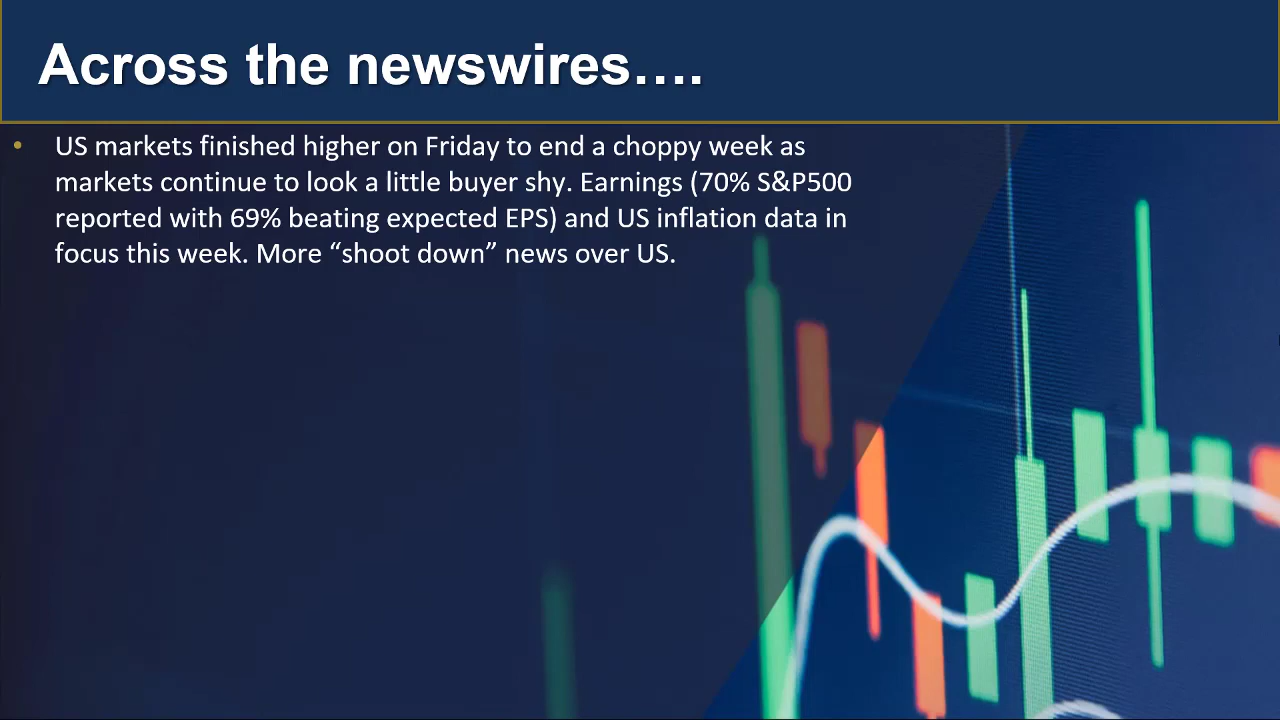 Across the newswires….
• US markets finished higher on Friday to end a choppy week as
markets continue to look a little buyer shy. Earnings (70% S&P500
reported with 69% beating expected EPS) and US inflation data in
focus this week. More “shoot down” news over US.